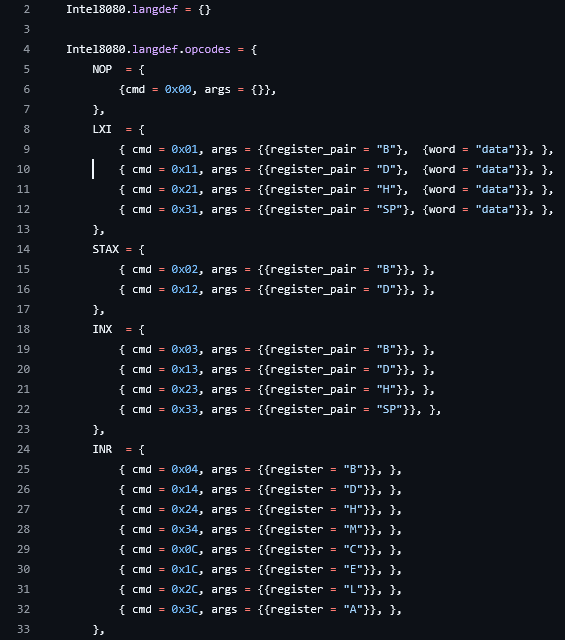 2 Intel8080.langdef = {}
3
4 Intel8080.langdef.opcodes = {
5 NOP  = {
6 {cmd = 0x00, args = {}},
7 },
8 LXI  = {
9 { cmd = 0x01, args = {{register_pair = "B"},  {word = "data"}}, },
10 { cmd = 0x11, args = {{register_pair = "D"},  {word = "data"}}, },
11 { cmd = 0x21, args = {{register_pair = "H"},  {word = "data"}}, },
12 { cmd = 0x31, args = {{register_pair = "SP"}, {word = "data"}}, },
13 },
14 STAX = {
15 { cmd = 0x02, args = {{register_pair = "B"}}, },
16 { cmd = 0x12, args = {{register_pair = "D"}}, },
17 },
18 INX  = {
19 { cmd = 0x03, args = {{register_pair = "B"}}, },
20 { cmd = 0x13, args = {{register_pair = "D"}}, },
21 { cmd = 0x23, args = {{register_pair = "H"}}, },
22 { cmd = 0x33, args = {{register_pair = "SP"}}, },
23 },
24 INR  = {
25 { cmd = 0x04, args = {{register = "B"}}, },
26 { cmd = 0x14, args = {{register = "D"}}, },
27 { cmd = 0x24, args = {{register = "H"}}, },
28 { cmd = 0x34, args = {{register = "M"}}, },
29 { cmd = 0x0C, args = {{register = "C"}}, },
30 { cmd = 0x1C, args = {{register = "E"}}, },
31 { cmd = 0x2C, args = {{register = "L"}}, },
32 { cmd = 0x3C, args = {{register = "A"}}, },
33 },